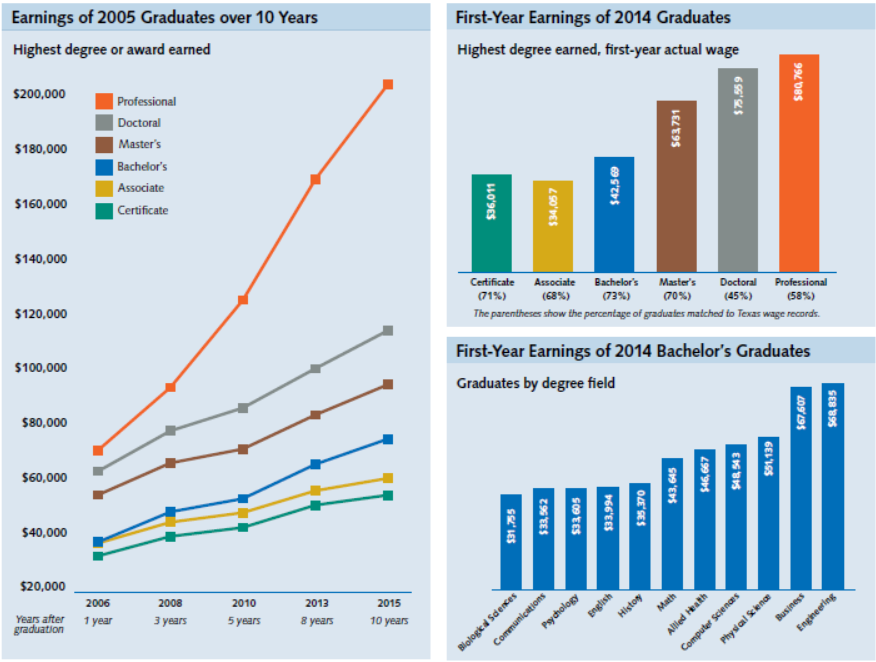 Earnings of 2005 Graduates over 10 Years
Highest degree or award earned
$200,000
$180,000
$160,000
$140,000
$120,000
$100,000
$80,000
$60,000
$40,000
$20,000
Professional
Doctoral
Master's
Bachelor's
Associate
Certificate
2006 2008 2010 2013 2015
Years after graduation
1 year 3 years 5 years 8 years 10 years
First-Year Earnings of 2014 Graduates
Highest degree earned, first-year actual wage
$36,011 $34,057 $42,569 $63,731 $75,559 $80,766
Certificate Associate Bachelor's Master's Doctoral Professional
(71%) (68%) (73%) (70%) (45%) (58%)
The parentheses show the percentage of graduates matched to Texas wage records.
First-Year Earnings of 2014 Bachelor's Graduates
Graduates by degree field
$31,755 $33,562 $33,605 $33,994 $35,370 $43,645 $46,667 $48,543 $51,139 $67,607 $68,835
Biological Sciences
Communications
Psychology
English
History
Math
Allied Health
Computer Sciences
Physical Science
Business
Engineering